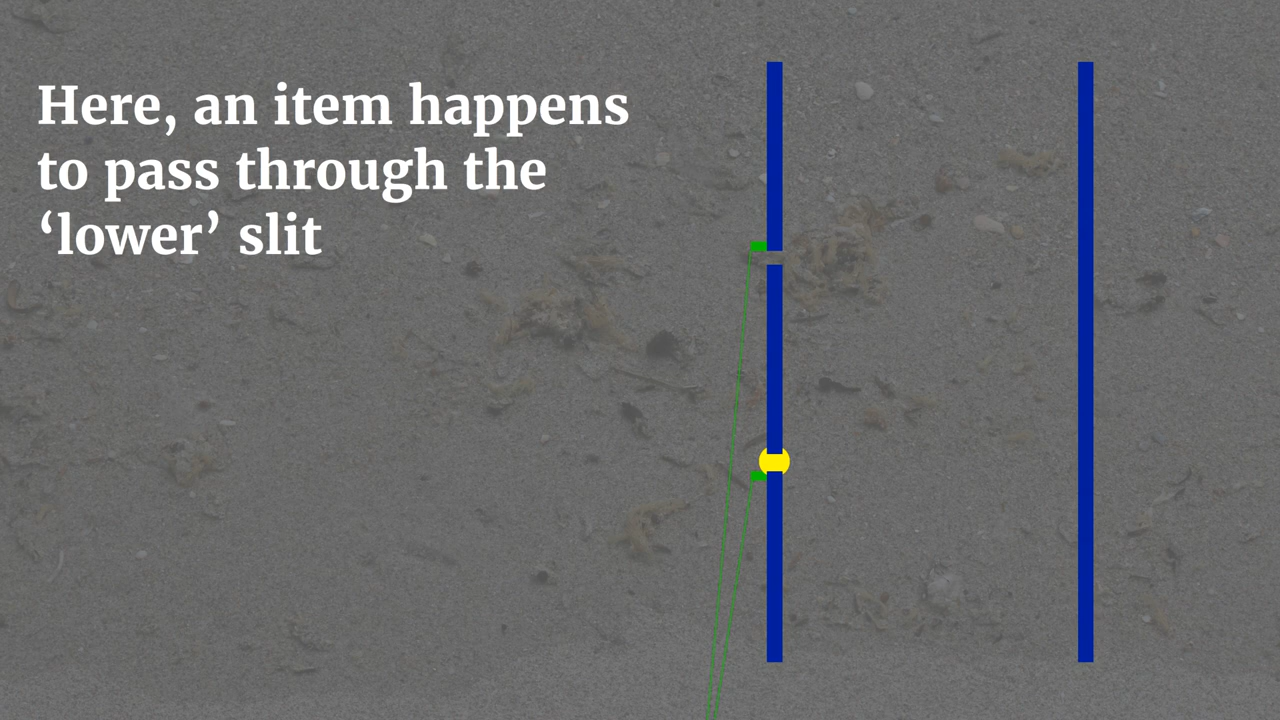 Here, an item happens
to pass through the
‘lower’ slit